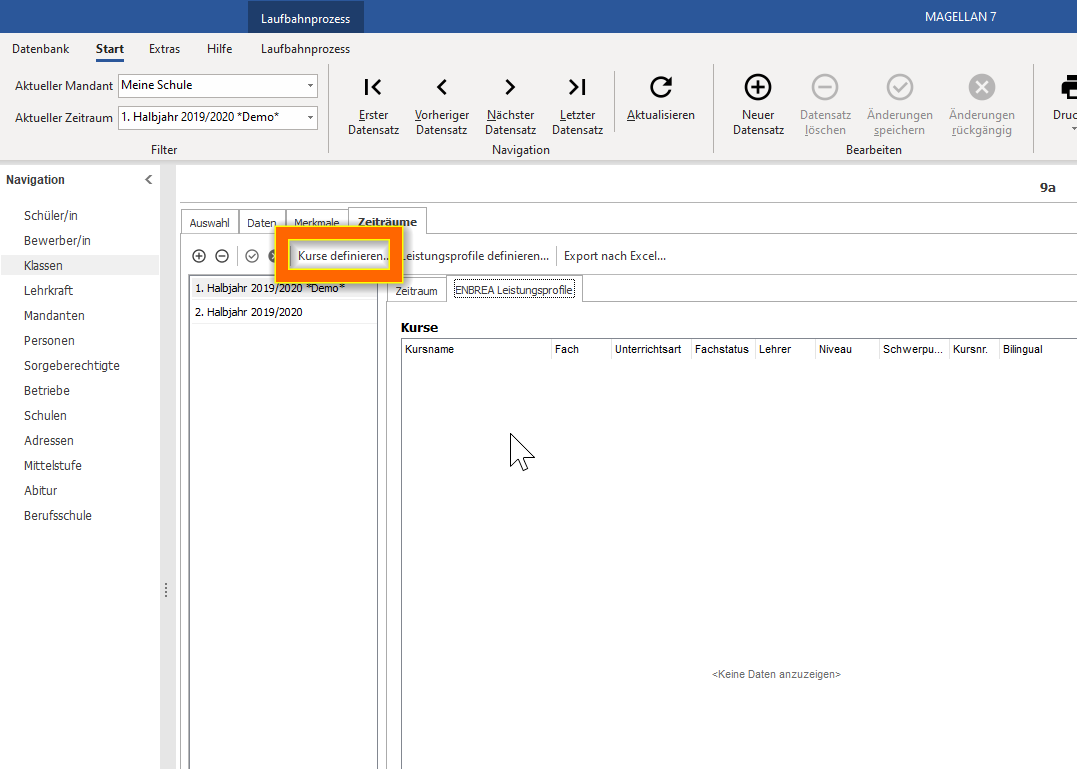 Laufbahnprozess
MAGELLAN 7
Datenbank Start Extras Hilfe Laufbahnprozess
Aktueller Mandant Meine Schule
Aktueller Zeitraum 1. Halbjahr 2019/2020 *Demo*
Filter
Erster Datensatz
Vorheriger Datensatz
Nächster Datensatz
Letzter Datensatz
Aktualisieren
Navigation
Neuer Datensatz
Datensatz löschen
Änderungen speichern
Änderungen rückgängig
Bearbeiten
Navigation
Schüler/in
Bewerber/in
Klassen
Lehrkraft
Mandanten
Personen
Sorgeberechtigte
Betriebe
Schulen
Adressen
Mittelstufe
Abitur
Berufsschule
9a
Auswahl Daten Merkmale Zeiträume
Kurse definieren... Leistungsprofile definieren... Export nach Excel...
1. Halbjahr 2019/2020 *Demo*
2. Halbjahr 2019/2020
Zeitraum ENBREA Leistungsprofile
Kurse
Kursname Fach Unterrichtsart Fachstatus Lehrer Niveau Schwerpu... Kursnr. Bilingual
<Keine Daten anzuzeigen>